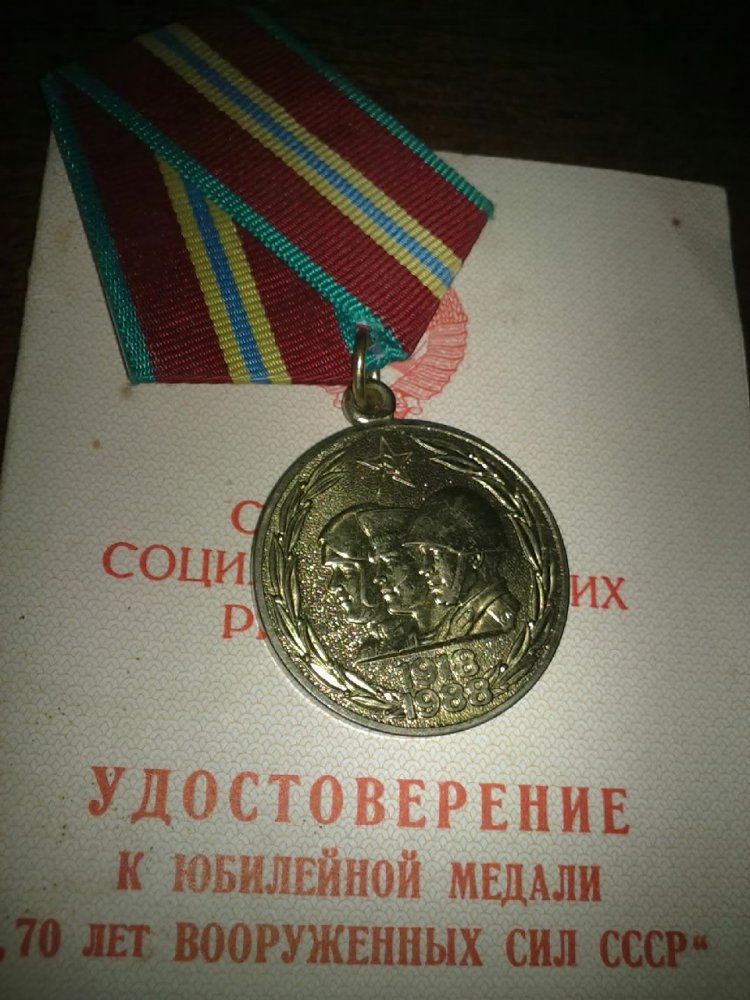 1918
1988
УДОСТОВЕРЕНИЕ
К ЮБИЛЕЙНОЙ МЕДАЛИ
„70 ЛЕТ ВООРУЖЕННЫХ СИЛ СССР“